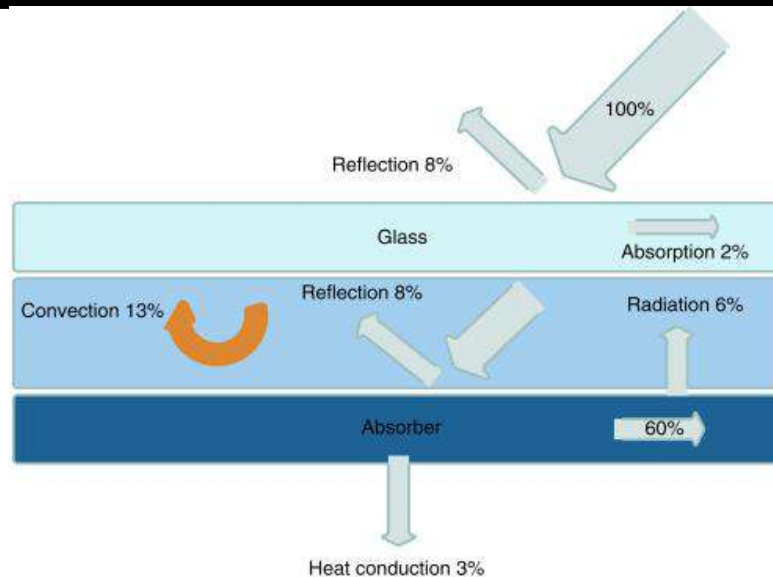 100%
Reflection 8%
Glass
Absorption 2%
Reflection 8%
Convection 13%
Radiation 6%
Absorber
60%
Heat conduction 3%